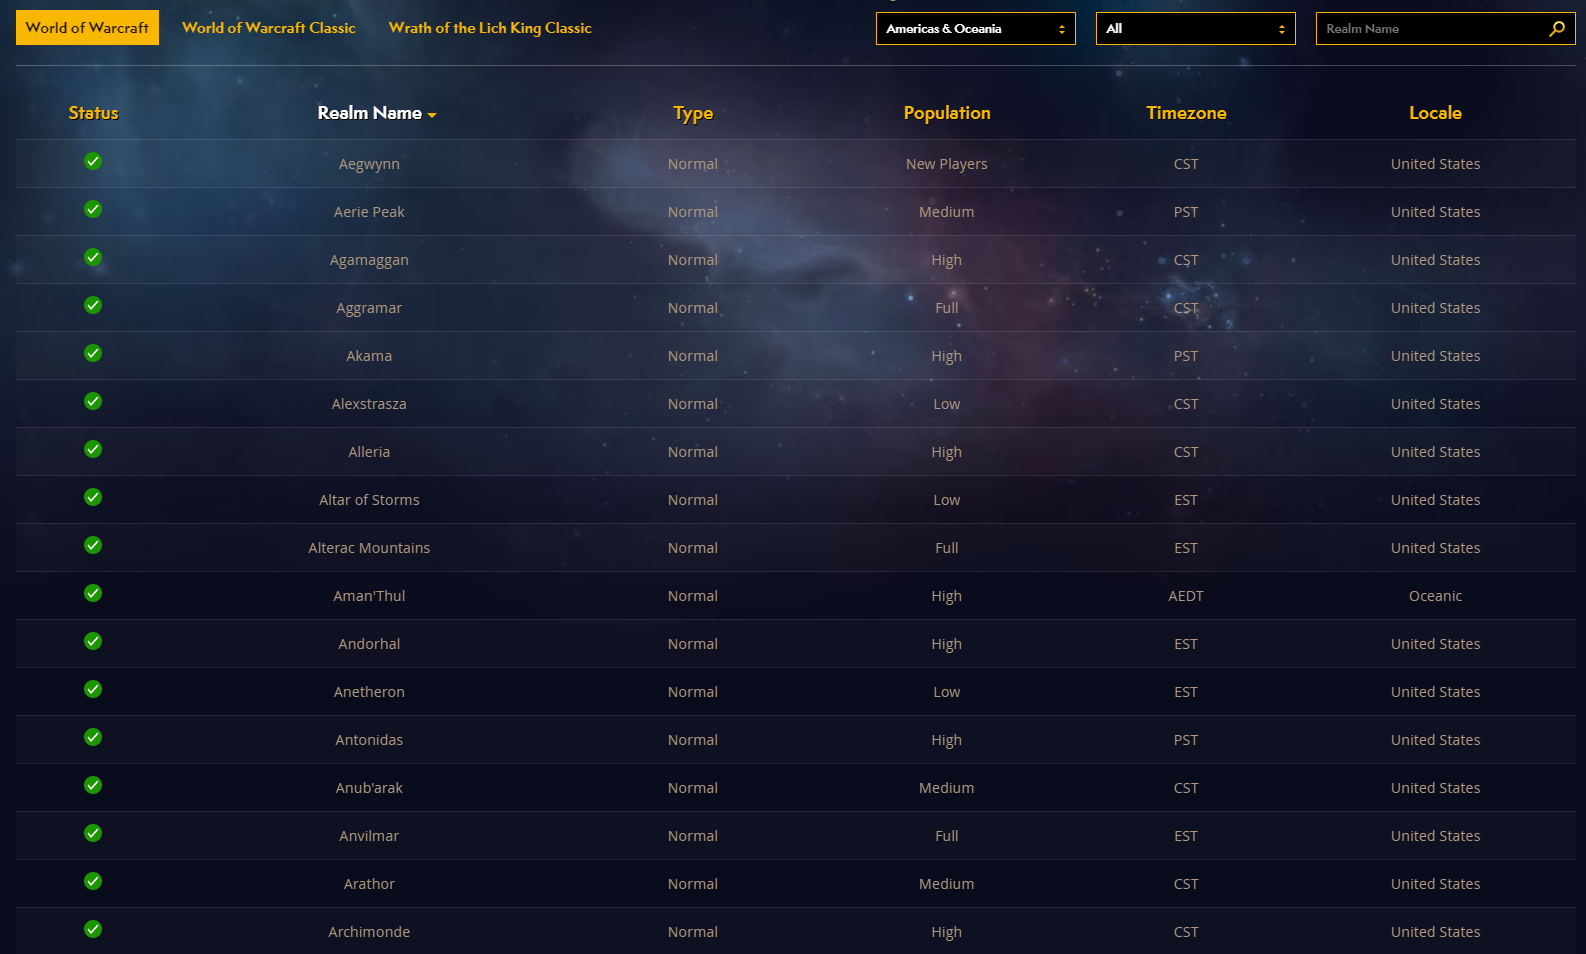 World of Warcraft World of Warcraft Classic Wrath of the Lich King Classic Americas & Oceania All Realm Name
Status Realm Name Type Population Timezone Locale
Aegwynn Normal New Players CST United States
Aerie Peak Normal Medium PST United States
Agamaggan Normal High CST United States
Aggramar Normal Full CST United States
Akama Normal High PST United States
Alexstrasza Normal Low CST United States
Alleria Normal High CST United States
Altar of Storms Normal Low EST United States
Alterac Mountains Normal Full EST United States
Aman'Thul Normal High AEDT Oceanic
Andorhal Normal High EST United States
Anetheron Normal Low EST United States
Antonidas Normal High PST United States
Anub'arak Normal Medium CST United States
Anvilmar Normal Full EST United States
Arathor Normal Medium CST United States
Archimonde Normal High CST United States